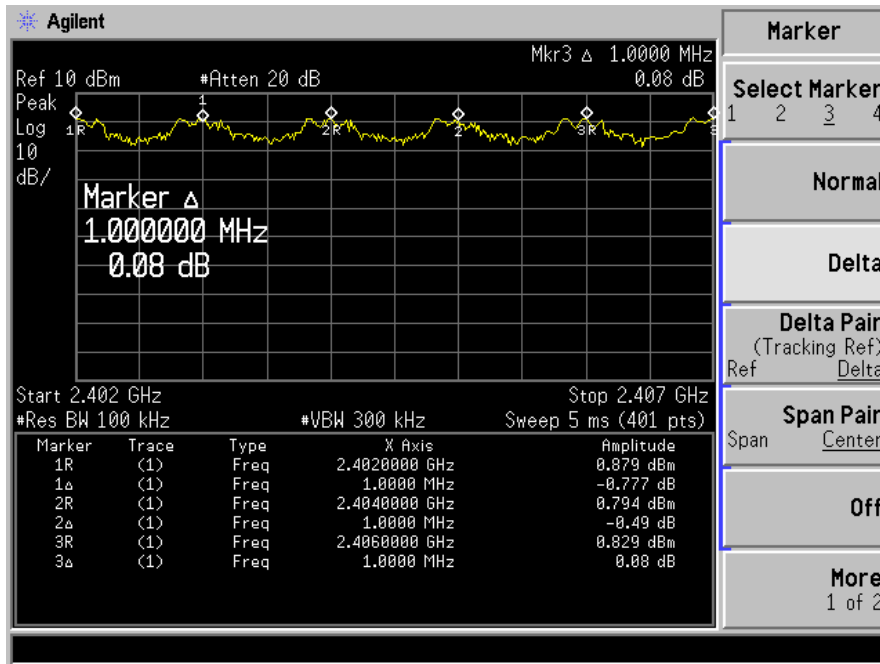 Agilent
Mkr3 Δ 1.0000 MHz
Ref 10 dBm #Atten 20 dB 0.08 dB
Peak
Log
10
dB/
1
1R 2R 2 3R 3
Marker Δ
1.000000 MHz
0.08 dB
Start 2.402 GHz Stop 2.407 GHz
#Res BW 100 kHz #VBW 300 kHz Sweep 5 ms (401 pts)
Marker Trace Type X Axis Amplitude
1R (1) Freq 2.4020000 GHz 0.879 dBm
1Δ (1) Freq 1.0000 MHz -0.777 dB
2R (1) Freq 2.4040000 GHz 0.794 dBm
2Δ (1) Freq 1.0000 MHz -0.49 dB
3R (1) Freq 2.4060000 GHz 0.829 dBm
3Δ (1) Freq 1.0000 MHz 0.08 dB
Marker
Select Marker
1 2 3 4
Normal
Delta
Delta Pair
(Tracking Ref)
Ref Delta
Span Pair
Span Center
Off
More
1 of 2